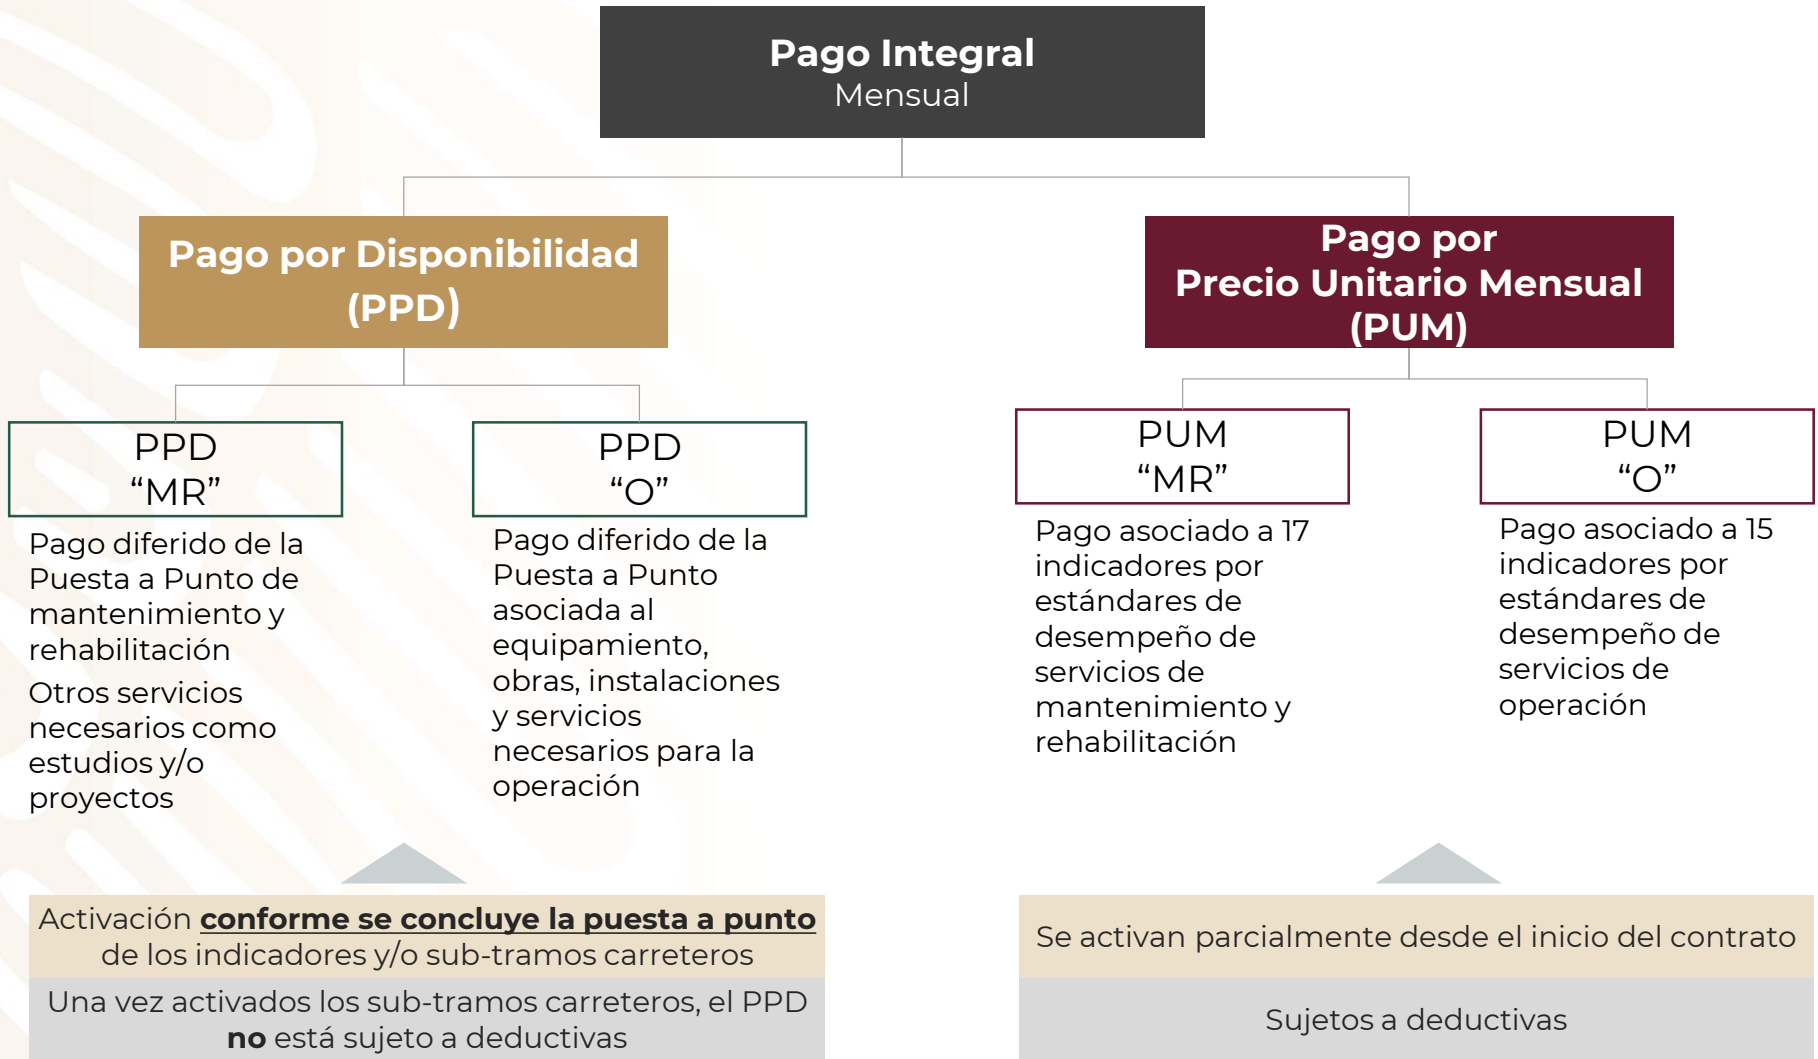 Pago Integral
Mensual
Pago por Disponibilidad
(PPD)
Pago por
Precio Unitario Mensual
(PUM)
PPD
“MR”
Pago diferido de la
Puesta a Punto de
mantenimiento y
rehabilitación
Otros servicios
necesarios como
estudios y/o
proyectos
PPD
“O”
Pago diferido de la
Puesta a Punto
asociada al
equipamiento,
obras, instalaciones
y servicios
necesarios para la
operación
PUM
“MR”
Pago asociado a 17
indicadores por
estándares de
desempeño de
servicios de
mantenimiento y
rehabilitación
PUM
“O”
Pago asociado a 15
indicadores por
estándares de
desempeño de
servicios de
operación
Activación conforme se concluye la puesta a punto
de los indicadores y/o sub-tramos carreteros
Una vez activados los sub-tramos carreteros, el PPD
no está sujeto a deductivas
Se activan parcialmente desde el inicio del contrato
Sujetos a deductivas